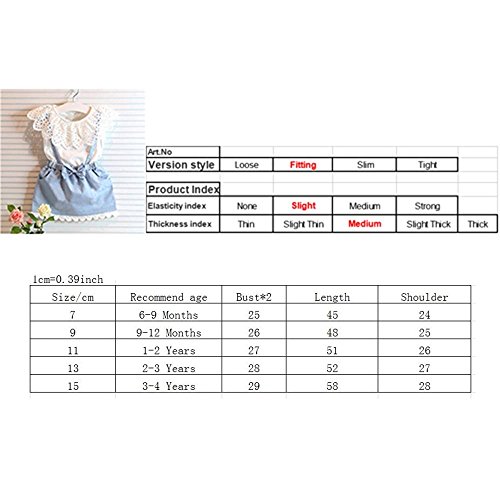 Art.No
Version style Loose Fitting Slim Tight
Product Index
Elasticity index None Slight Medium Strong
Thickness index Thin Slight Thin Medium Slight Thick Thick
1cm=0.39inch
Size/cm Recommend age Bust*2 Length Shoulder
7 6-9 Months 25 45 24
9 9-12 Months 26 48 25
11 1-2 Years 27 51 26
13 2-3 Years 28 52 27
15 3-4 Years 29 58 28